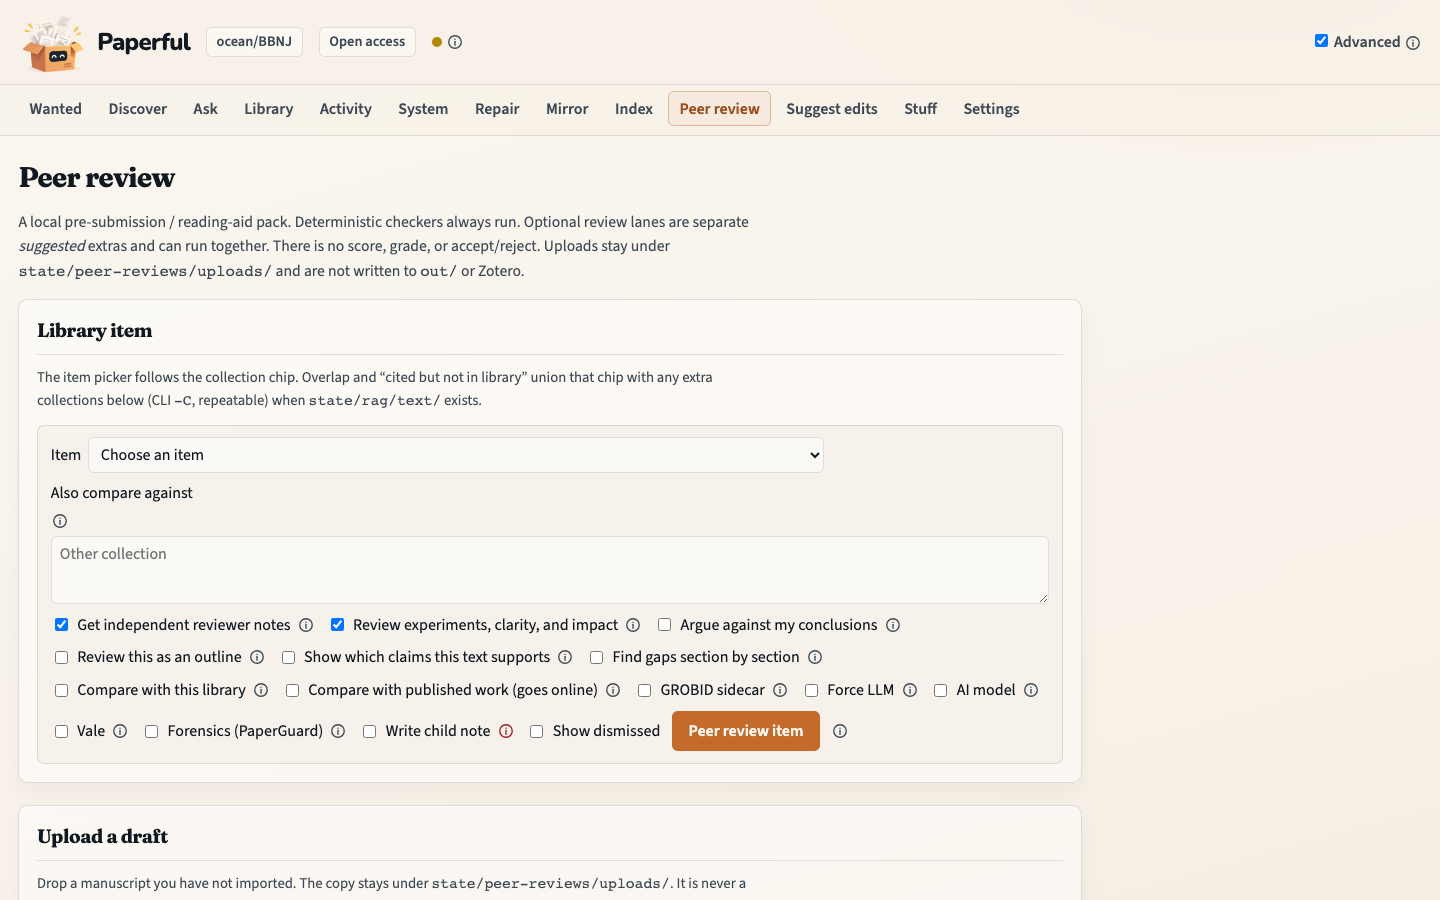 Paperful
ocean/BBNJ
Open access
Advanced
Wanted Discover Ask Library Activity System Repair Mirror Index Peer review Suggest edits Stuff Settings
Peer review
A local pre-submission / reading-aid pack. Deterministic checkers always run. Optional review lanes are separate
suggested extras and can run together. There is no score, grade, or accept/reject. Uploads stay under
state/peer-reviews/uploads/ and are not written to out/ or Zotero.
Library item
The item picker follows the collection chip. Overlap and “cited but not in library” union that chip with any extra
collections below (CLI -C, repeatable) when state/rag/text/ exists.
Item Choose an item
Also compare against
Other collection
Get independent reviewer notes Review experiments, clarity, and impact Argue against my conclusions
Review this as an outline Show which claims this text supports Find gaps section by section
Compare with this library Compare with published work (goes online) GROBID sidecar Force LLM AI model
Vale Forensics (PaperGuard) Write child note Show dismissed Peer review item
Upload a draft
Drop a manuscript you have not imported. The copy stays under state/peer-reviews/uploads/. It is never a